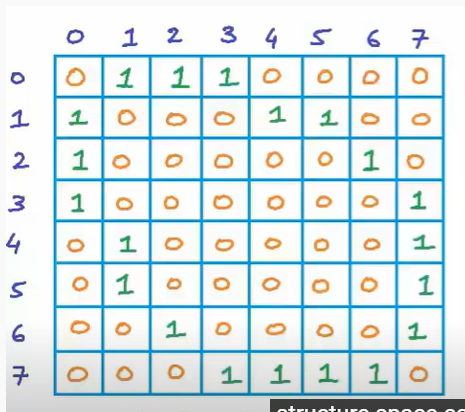 0 1 2 3 4 5 6 7
0 0 1 1 1 0 0 0 0
1 1 0 0 0 1 1 0 0
2 1 0 0 0 0 0 1 0
3 1 0 0 0 0 0 0 1
4 0 1 0 0 0 0 0 1
5 0 1 0 0 0 0 0 1
6 0 0 1 0 0 0 0 1
7 0 0 0 1 1 1 1 0